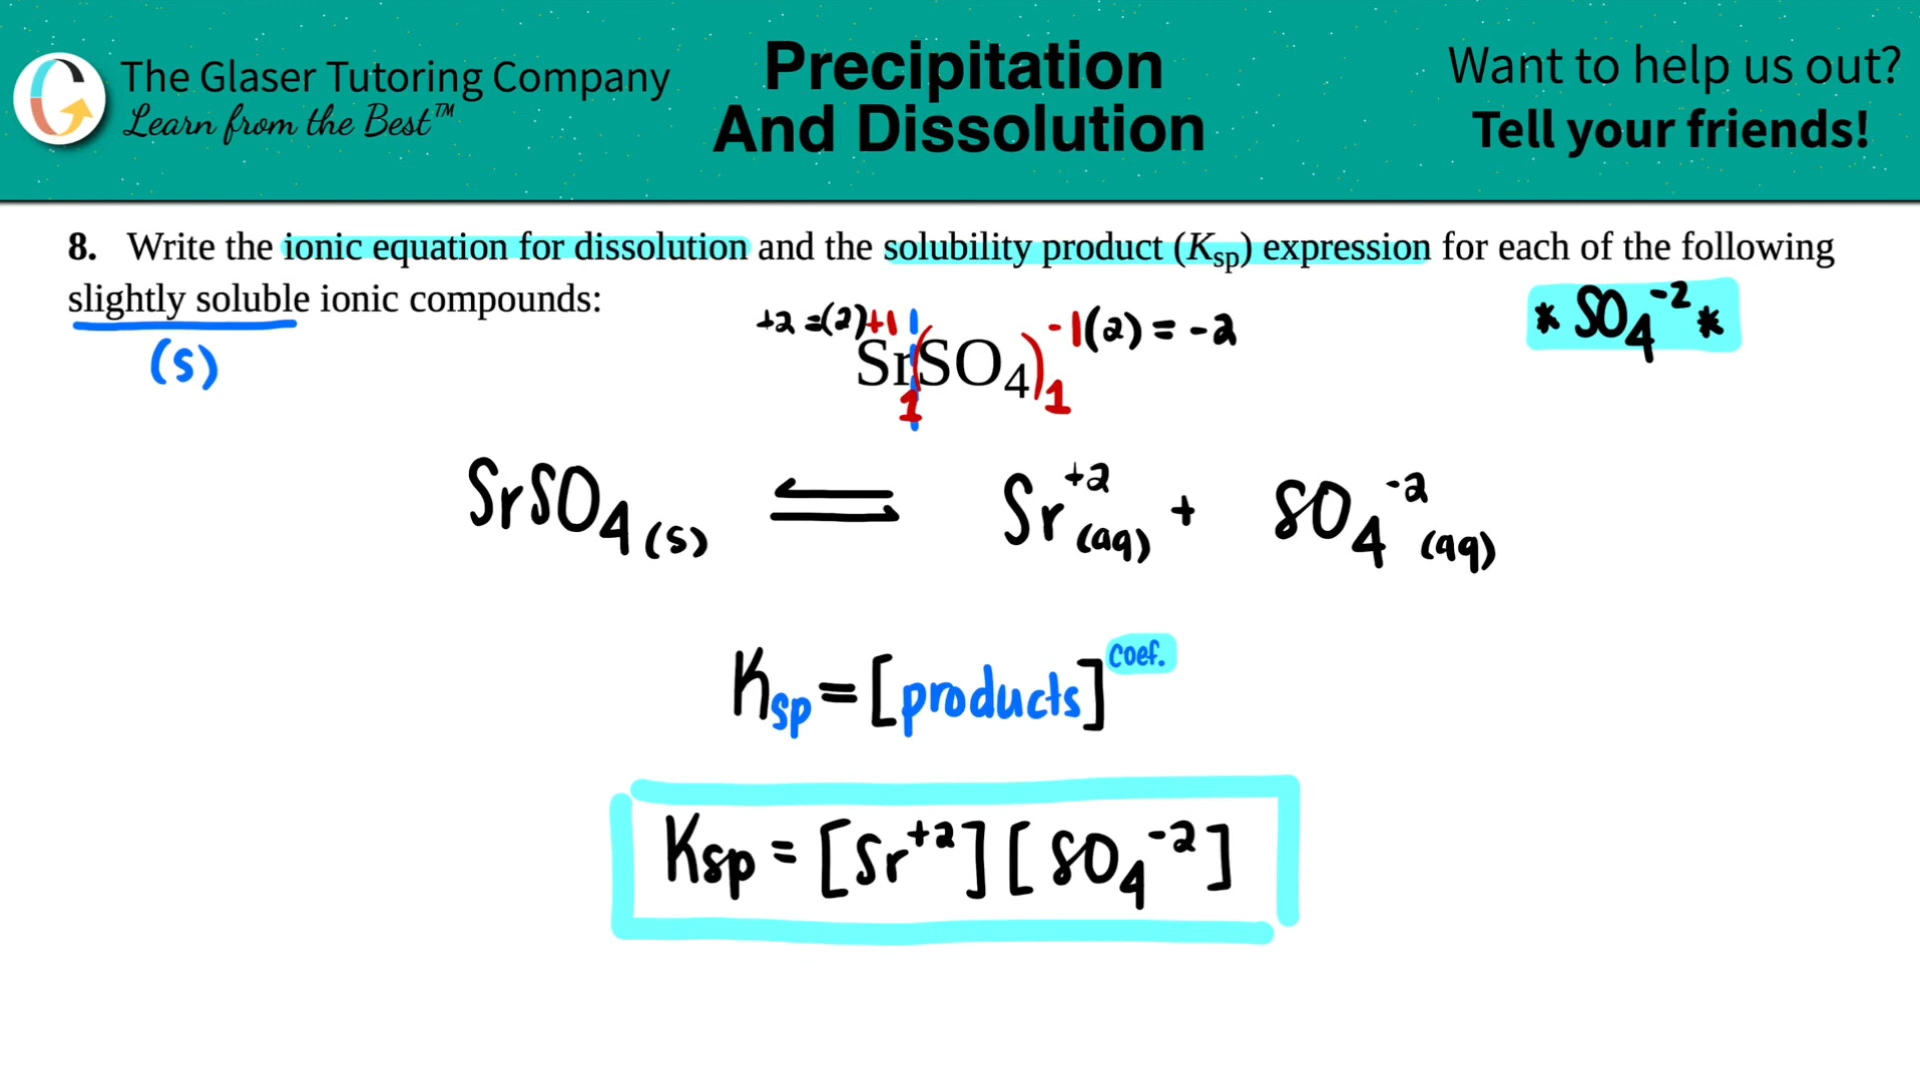 The Glaser Tutoring Company
Learn from the Best™
Precipitation
And Dissolution
Want to help us out?
Tell your friends!
8. Write the ionic equation for dissolution and the solubility product (Ksp) expression for each of the following
slightly soluble ionic compounds:
(s)
* SO4^-2 *
+2 =(2)+1 Sr(SO4) -1(2) = -2
1 1
SrSO4(s) ⇌ Sr^+2(aq) + SO4^-2(aq)
Ksp = [products]^coef.
Ksp = [Sr^+2][SO4^-2]